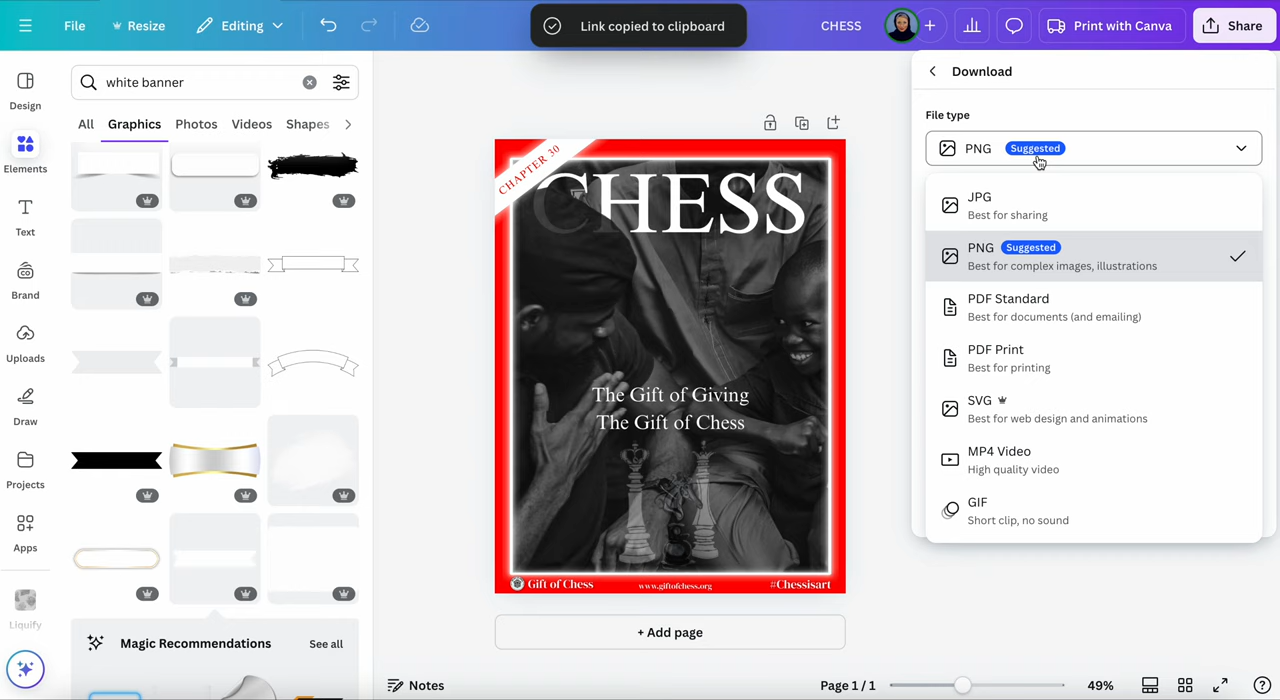 File
Resize
Editing
Link copied to clipboard
CHESS
Print with Canva
Share
Design
Elements
Text
Brand
Uploads
Draw
Projects
Apps
Liquify
white banner
All
Graphics
Photos
Videos
Shapes
Magic Recommendations
See all
CHAPTER 30
CHESS
The Gift of Giving
The Gift of Chess
Gift of Chess
www.giftofchess.org
#Chessisart
+ Add page
Notes
Page 1 / 1
49%
Download
File type
PNG Suggested
JPG
Best for sharing
PNG Suggested
Best for complex images, illustrations
PDF Standard
Best for documents (and emailing)
PDF Print
Best for printing
SVG
Best for web design and animations
MP4 Video
High quality video
GIF
Short clip, no sound